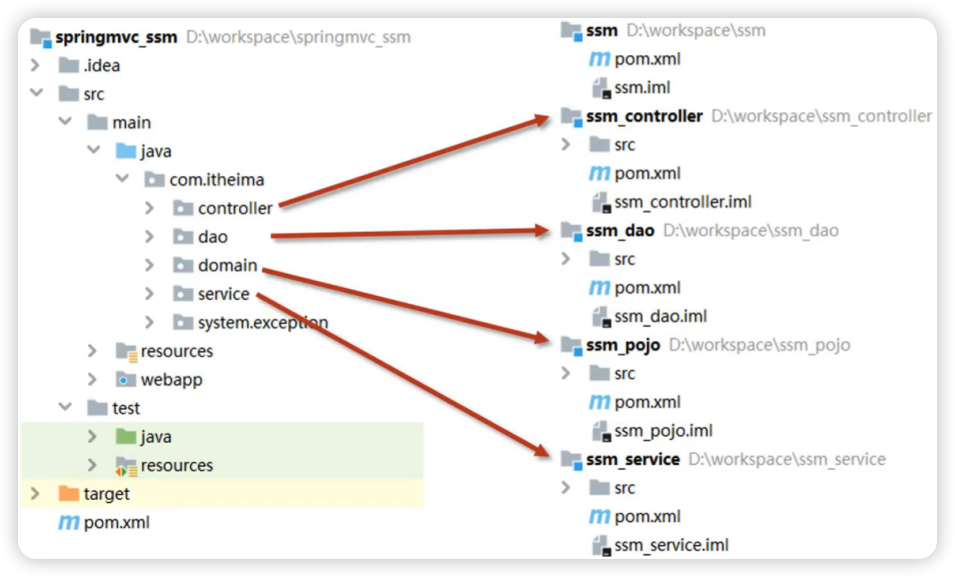 springmvc_ssm D:\workspace\springmvc_ssm
.idea
src
main
java
com.itheima
controller
dao
domain
service
system.exception
resources
webapp
test
java
resources
target
pom.xml
ssm D:\workspace\ssm
pom.xml
ssm.iml
ssm_controller D:\workspace\ssm_controller
src
pom.xml
ssm_controller.iml
ssm_dao D:\workspace\ssm_dao
src
pom.xml
ssm_dao.iml
ssm_pojo D:\workspace\ssm_pojo
src
pom.xml
ssm_pojo.iml
ssm_service D:\workspace\ssm_service
src
pom.xml
ssm_service.iml